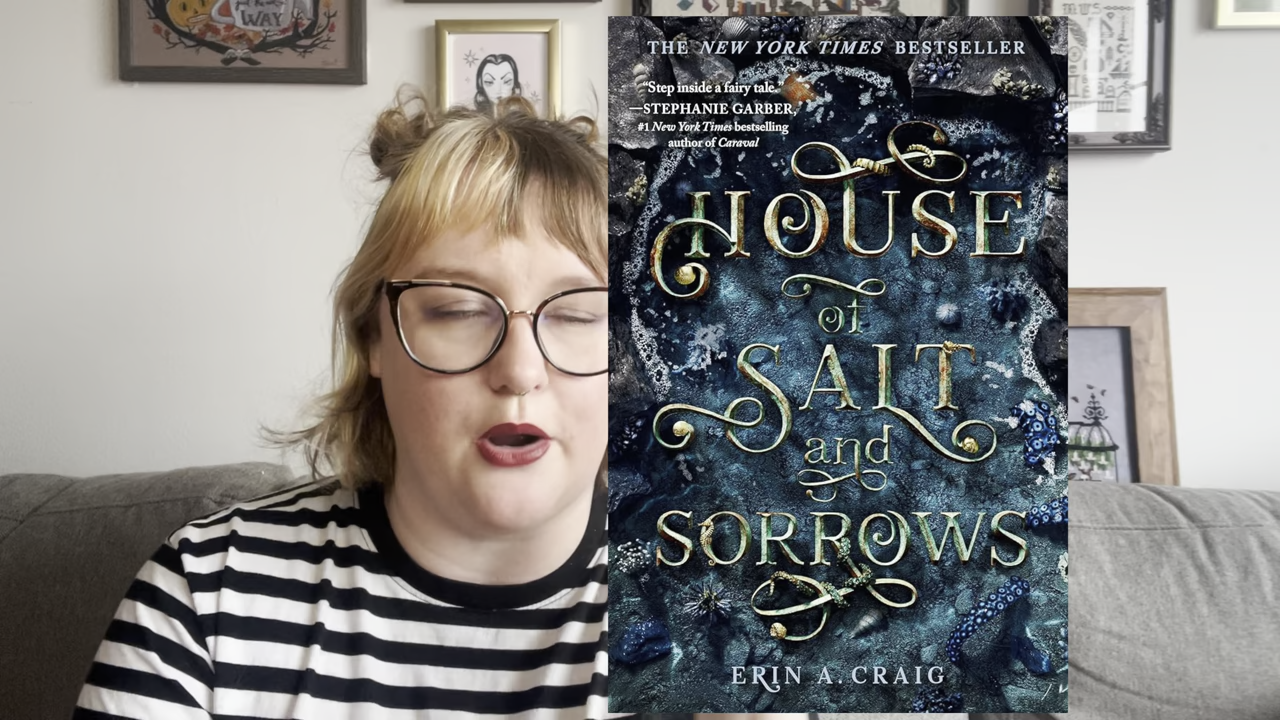 WAY
THE NEW YORK TIMES BESTSELLER
“Step inside a fairy tale.”
—STEPHANIE GARBER,
#1 New York Times bestselling
author of Caraval
HOUSE
of
SALT
and
SORROWS
ERIN A. CRAIG